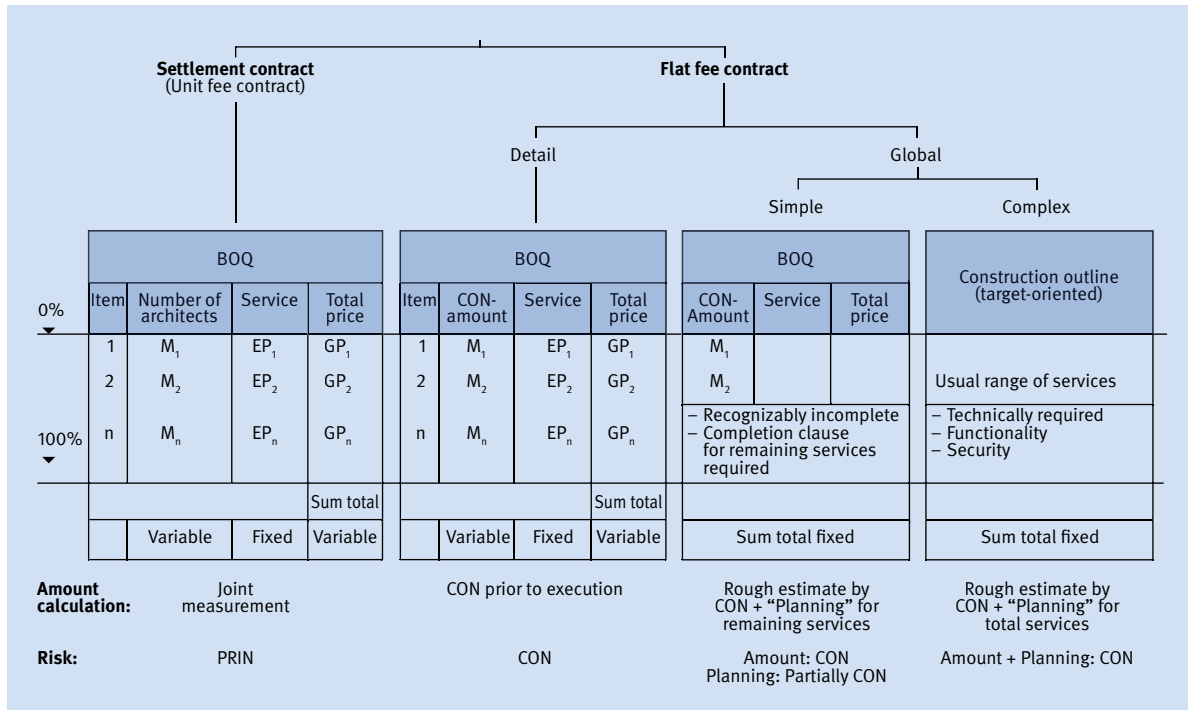 Settlement contract
(Unit fee contract)
Flat fee contract
Detail
Global
Simple
Complex
BOQ
BOQ
BOQ
Construction outline
(target-oriented)
0%
Item
Number of
architects
Service
Total
price
Item
CON-
amount
Service
Total
price
CON-
Amount
Service
Total
price
1 M₁ EP₁ GP₁ 1 M₁ EP₁ GP₁ M₁
2 M₂ EP₂ GP₂ 2 M₂ EP₂ GP₂ M₂ Usual range of services
100%
n Mₙ EPₙ GPₙ n Mₙ EPₙ GPₙ
– Recognizably incomplete
– Completion clause
for remaining services
required
– Technically required
– Functionality
– Security
Sum total Sum total
Variable Fixed Variable Variable Fixed Variable Sum total fixed Sum total fixed
Amount
calculation:
Joint
measurement
CON prior to execution
Rough estimate by
CON + “Planning” for
remaining services
Rough estimate by
CON + “Planning” for
total services
Risk:
PRIN
CON
Amount: CON
Planning: Partially CON
Amount + Planning: CON